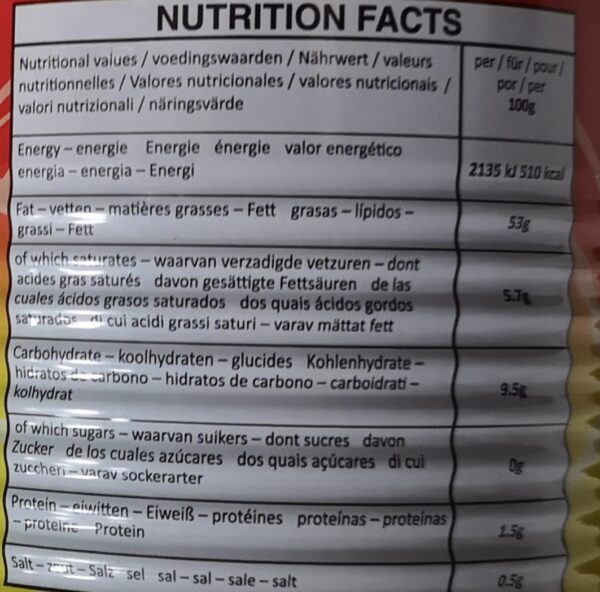 NUTRITION FACTS
Nutritional values / voedingswaarden / Nährwert / valeurs
nutritionnelles / Valores nutricionales / valores nutricionais /
valori nutrizionali / näringsvärde
per / für / pour /
por / per
100g
Energy – energie Energie énergie valor energético
energia – energia – Energi
2135 kJ 510 kcal
Fat – vetten – matières grasses – Fett grasas – lípidos –
grassi – Fett
53g
of which saturates – waarvan verzadigde vetzuren – dont
acides gras saturés davon gesättigte Fettsäuren de las
cuales ácidos grasos saturados dos quais ácidos gordos
saturados di cui acidi grassi saturi – varav mättat fett
5.7g
Carbohydrate – koolhydraten – glucides Kohlenhydrate –
hidratos de carbono – hidratos de carbono – carboidrati –
kolhydrat
9.5g
of which sugars – waarvan suikers – dont sucres davon
Zucker de los cuales azúcares dos quais açúcares di cui
zuccheri – varav sockerarter
0g
Protein – eiwitten – Eiweiß – protéines proteínas – proteínas
– proteine Protein
1.5g
Salt – zout – Salz sel sal – sal – sale – salt
0.5g